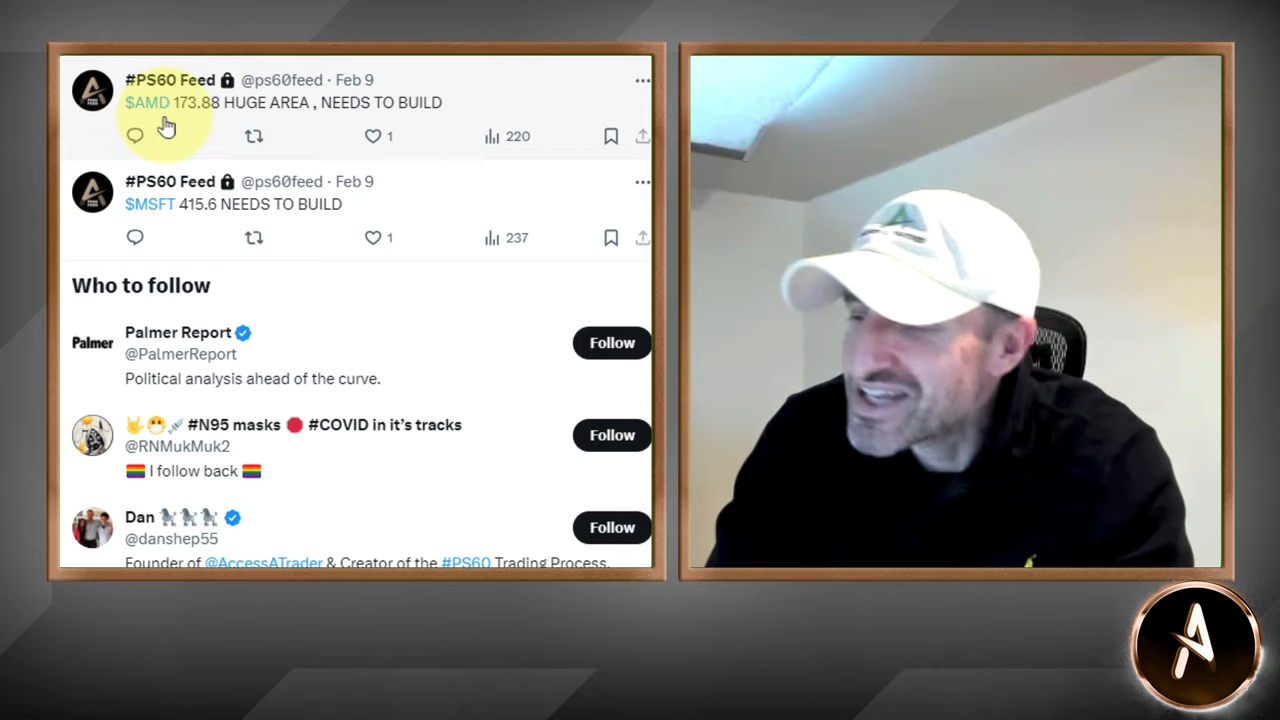 #PS60 Feed 🔒 @ps60feed · Feb 9
$AMD 173.88 HUGE AREA , NEEDS TO BUILD
1 220
#PS60 Feed 🔒 @ps60feed · Feb 9
$MSFT 415.6 NEEDS TO BUILD
1 237
Who to follow
Palmer Palmer Report
@PalmerReport
Follow
Political analysis ahead of the curve.
🤟😷💉 #N95 masks 🛑 #COVID in it’s tracks
@RNMukMuk2
Follow
🏳️‍🌈 I follow back 🏳️‍🌈
Dan 🐩🐩🐩
@danshep55
Follow
Founder of @AccessATrader & Creator of the #PS60 Trading Process.